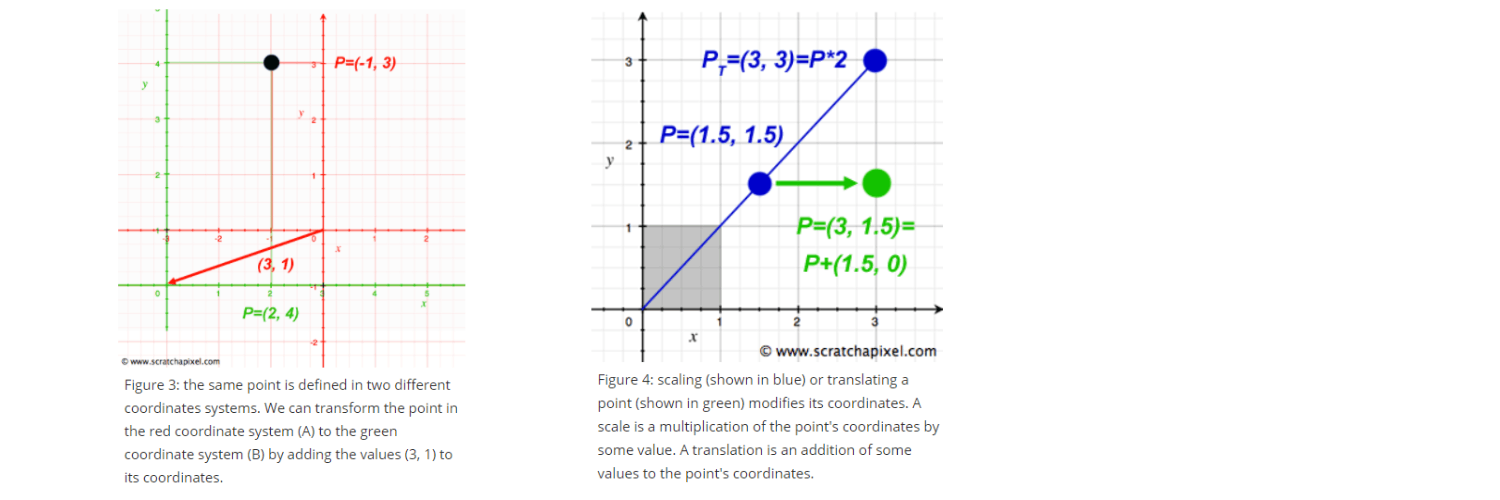 P=(-1, 3)
4
3
y
3
y
2
2
1
-1
-3
-2
-1
0
1
2
x
(3, 1)
-1
0
1
2
3
4
5
x
P=(2, 4)
-2
© www.scratchapixel.com
Figure 3: the same point is defined in two different
coordinates systems. We can transform the point in
the red coordinate system (A) to the green
coordinate system (B) by adding the values (3, 1) to
its coordinates.
3
P_T=(3, 3)=P*2
2
P=(1.5, 1.5)
y
1
P=(3, 1.5)=
P+(1.5, 0)
0
1
2
3
x
© www.scratchapixel.com
Figure 4: scaling (shown in blue) or translating a
point (shown in green) modifies its coordinates. A
scale is a multiplication of the point's coordinates by
some value. A translation is an addition of some
values to the point's coordinates.